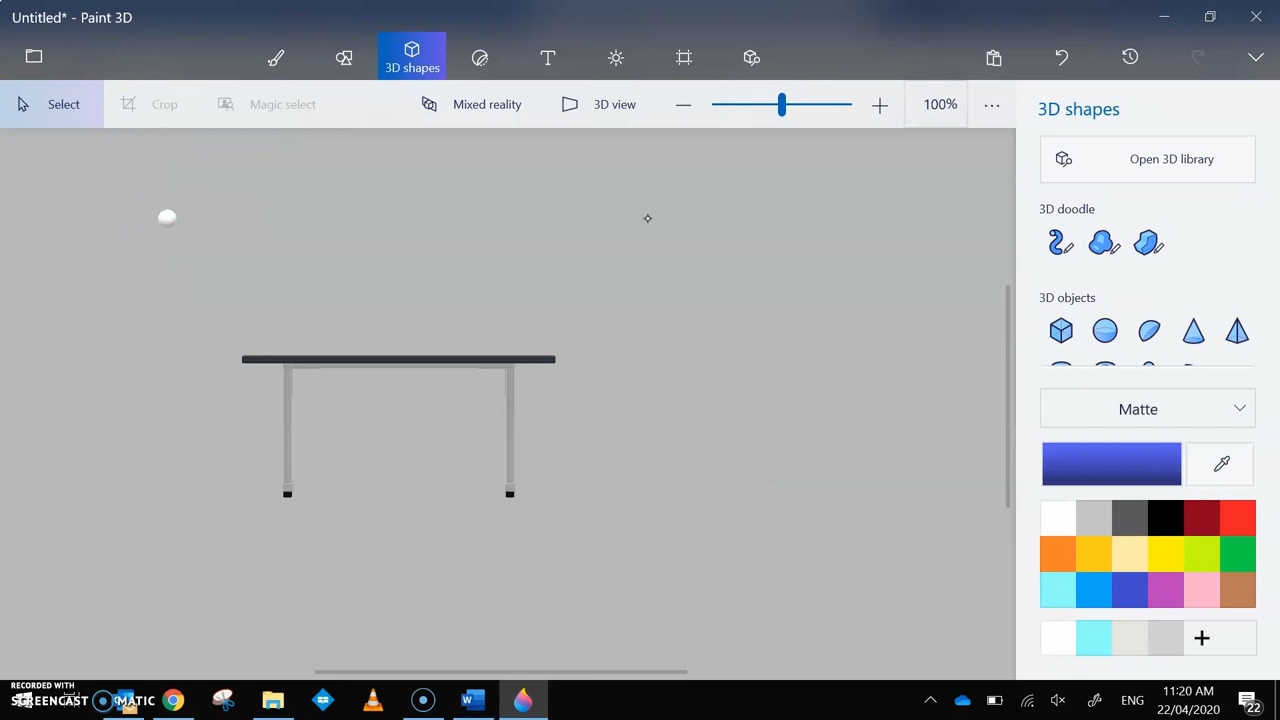 Untitled* - Paint 3D
3D shapes
Select
Crop
Magic select
Mixed reality
3D view
100%
3D shapes
Open 3D library
3D doodle
3D objects
Matte
RECORDED WITH
SCREENCAST MATIC
ENG
11:20 AM
22/04/2020
22